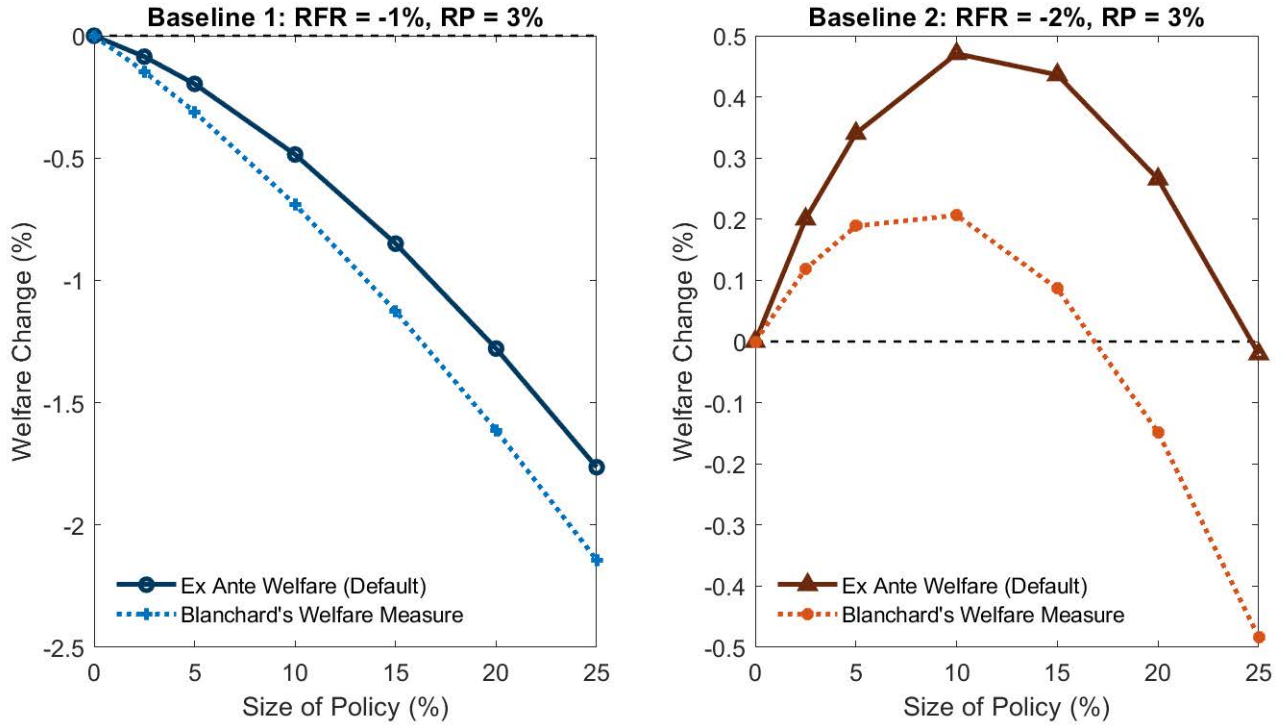 Baseline 1: RFR = -1%, RP = 3%
0
-0.5
-1
-1.5
-2
-2.5
Welfare Change (%)
Ex Ante Welfare (Default)
Blanchard's Welfare Measure
0 5 10 15 20 25
Size of Policy (%)
Baseline 2: RFR = -2%, RP = 3%
0.5
0.4
0.3
0.2
0.1
0
-0.1
-0.2
-0.3
-0.4
-0.5
Welfare Change (%)
Ex Ante Welfare (Default)
Blanchard's Welfare Measure
0 5 10 15 20 25
Size of Policy (%)